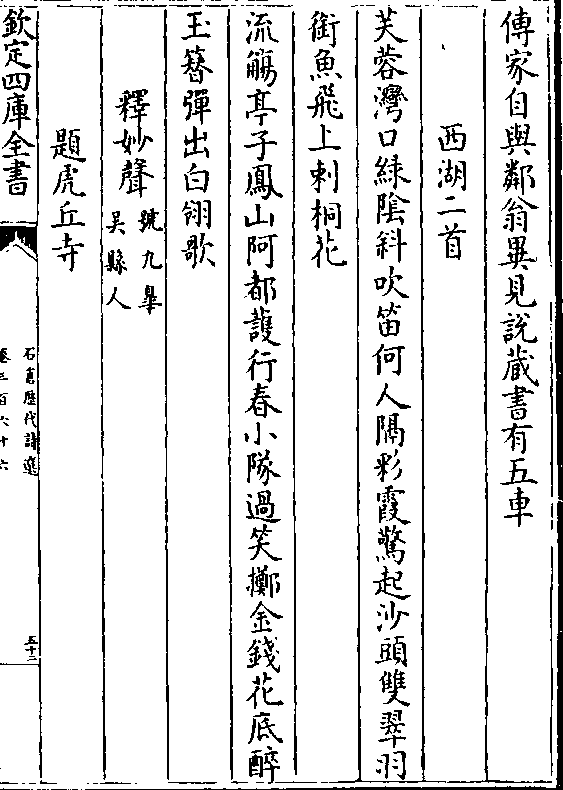 傳家自與鄰翁異見說蔵書有五車
西湖二首
芙蓉灣口緑陰斜吹笛何人隔彩霞驚起沙頭雙翠羽
銜魚飛上刺桐花
流觴亭子鳳山阿都護行春小隊過笑擲金錢花底醉
玉簪彈出白翎歌
釋妙聲
號九臯
吴縣人
題虎丘寺
欽定四庫全書
石倉歴代詩選
卷三百六十六
五十二